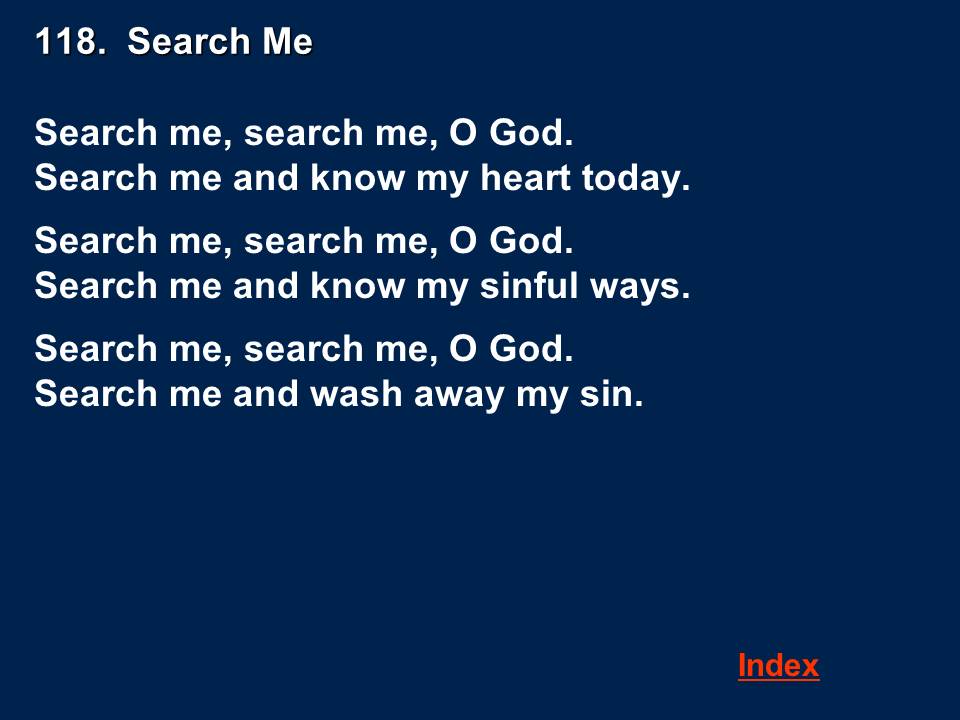 118.  Search Me
Search me, search me, O God.
Search me and know my heart today.
Search me, search me, O God.
Search me and know my sinful ways.
Search me, search me, O God.
Search me and wash away my sin.
Index